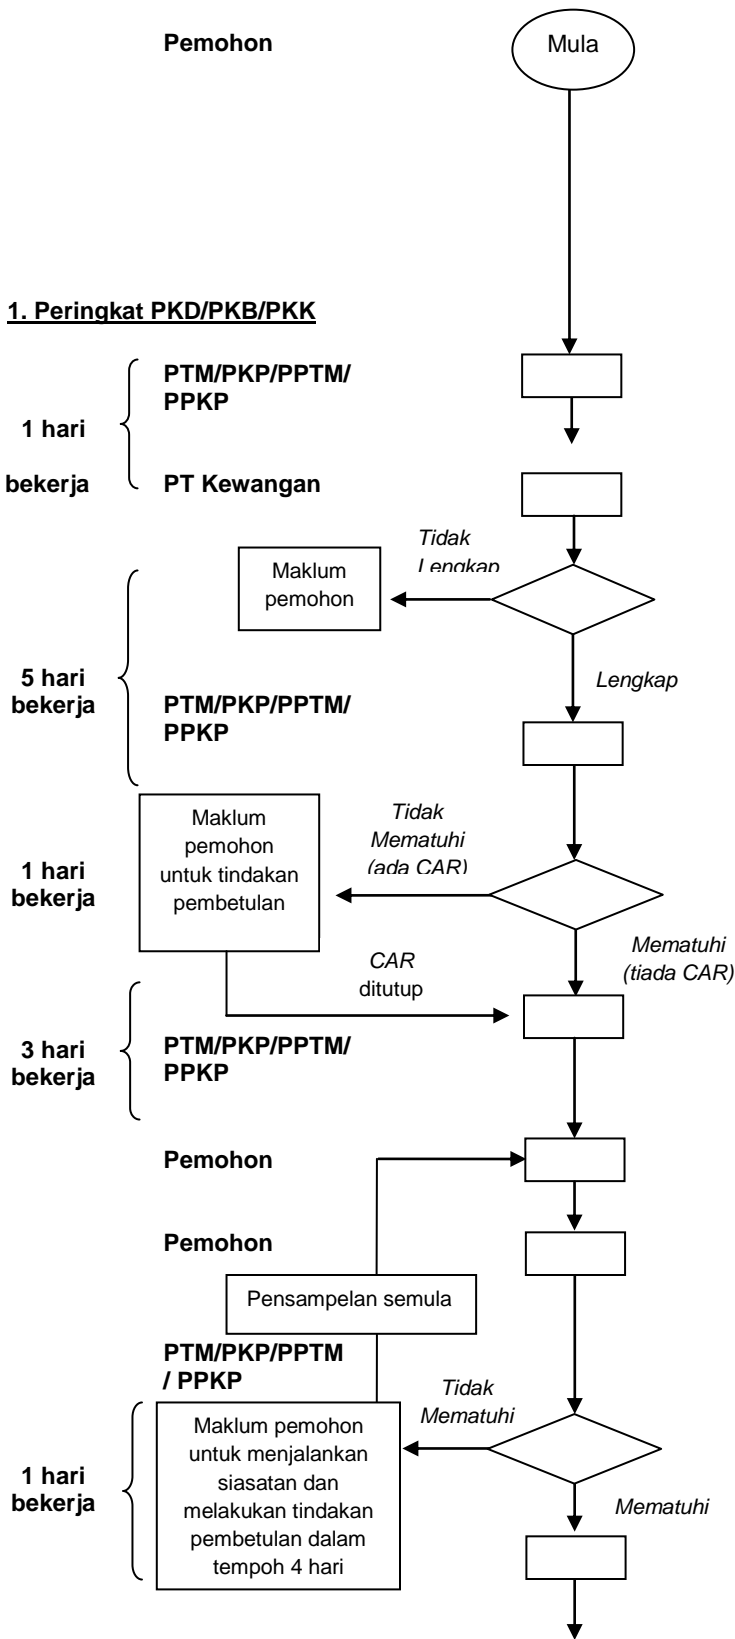 Pemohon
Mula
1. Peringkat PKD/PKB/PKK
PTM/PKP/PPTM/
PPKP
1 hari
bekerja
PT Kewangan
Tidak
Lengkap
Maklum
pemohon
5 hari
bekerja
PTM/PKP/PPTM/
PPKP
Lengkap
Maklum
pemohon
untuk tindakan
pembetulan
Tidak
Mematuhi
(ada CAR)
1 hari
bekerja
Mematuhi
(tiada CAR)
CAR
ditutup
3 hari
bekerja
PTM/PKP/PPTM/
PPKP
Pemohon
Pemohon
Pensampelan semula
PTM/PKP/PPTM
/ PPKP
Tidak
Mematuhi
Maklum pemohon
untuk menjalankan
siasatan dan
melakukan tindakan
pembetulan dalam
tempoh 4 hari
1 hari
bekerja
Mematuhi